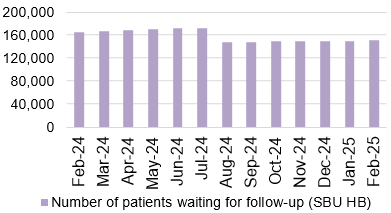 200,000
160,000
120,000
80,000
40,000
0
Feb-24
Mar-24
Apr-24
May-24
Jun-24
Jul-24
Aug-24
Sep-24
Oct-24
Nov-24
Dec-24
Jan-25
Feb-25
Number of patients waiting for follow-up (SBU HB)